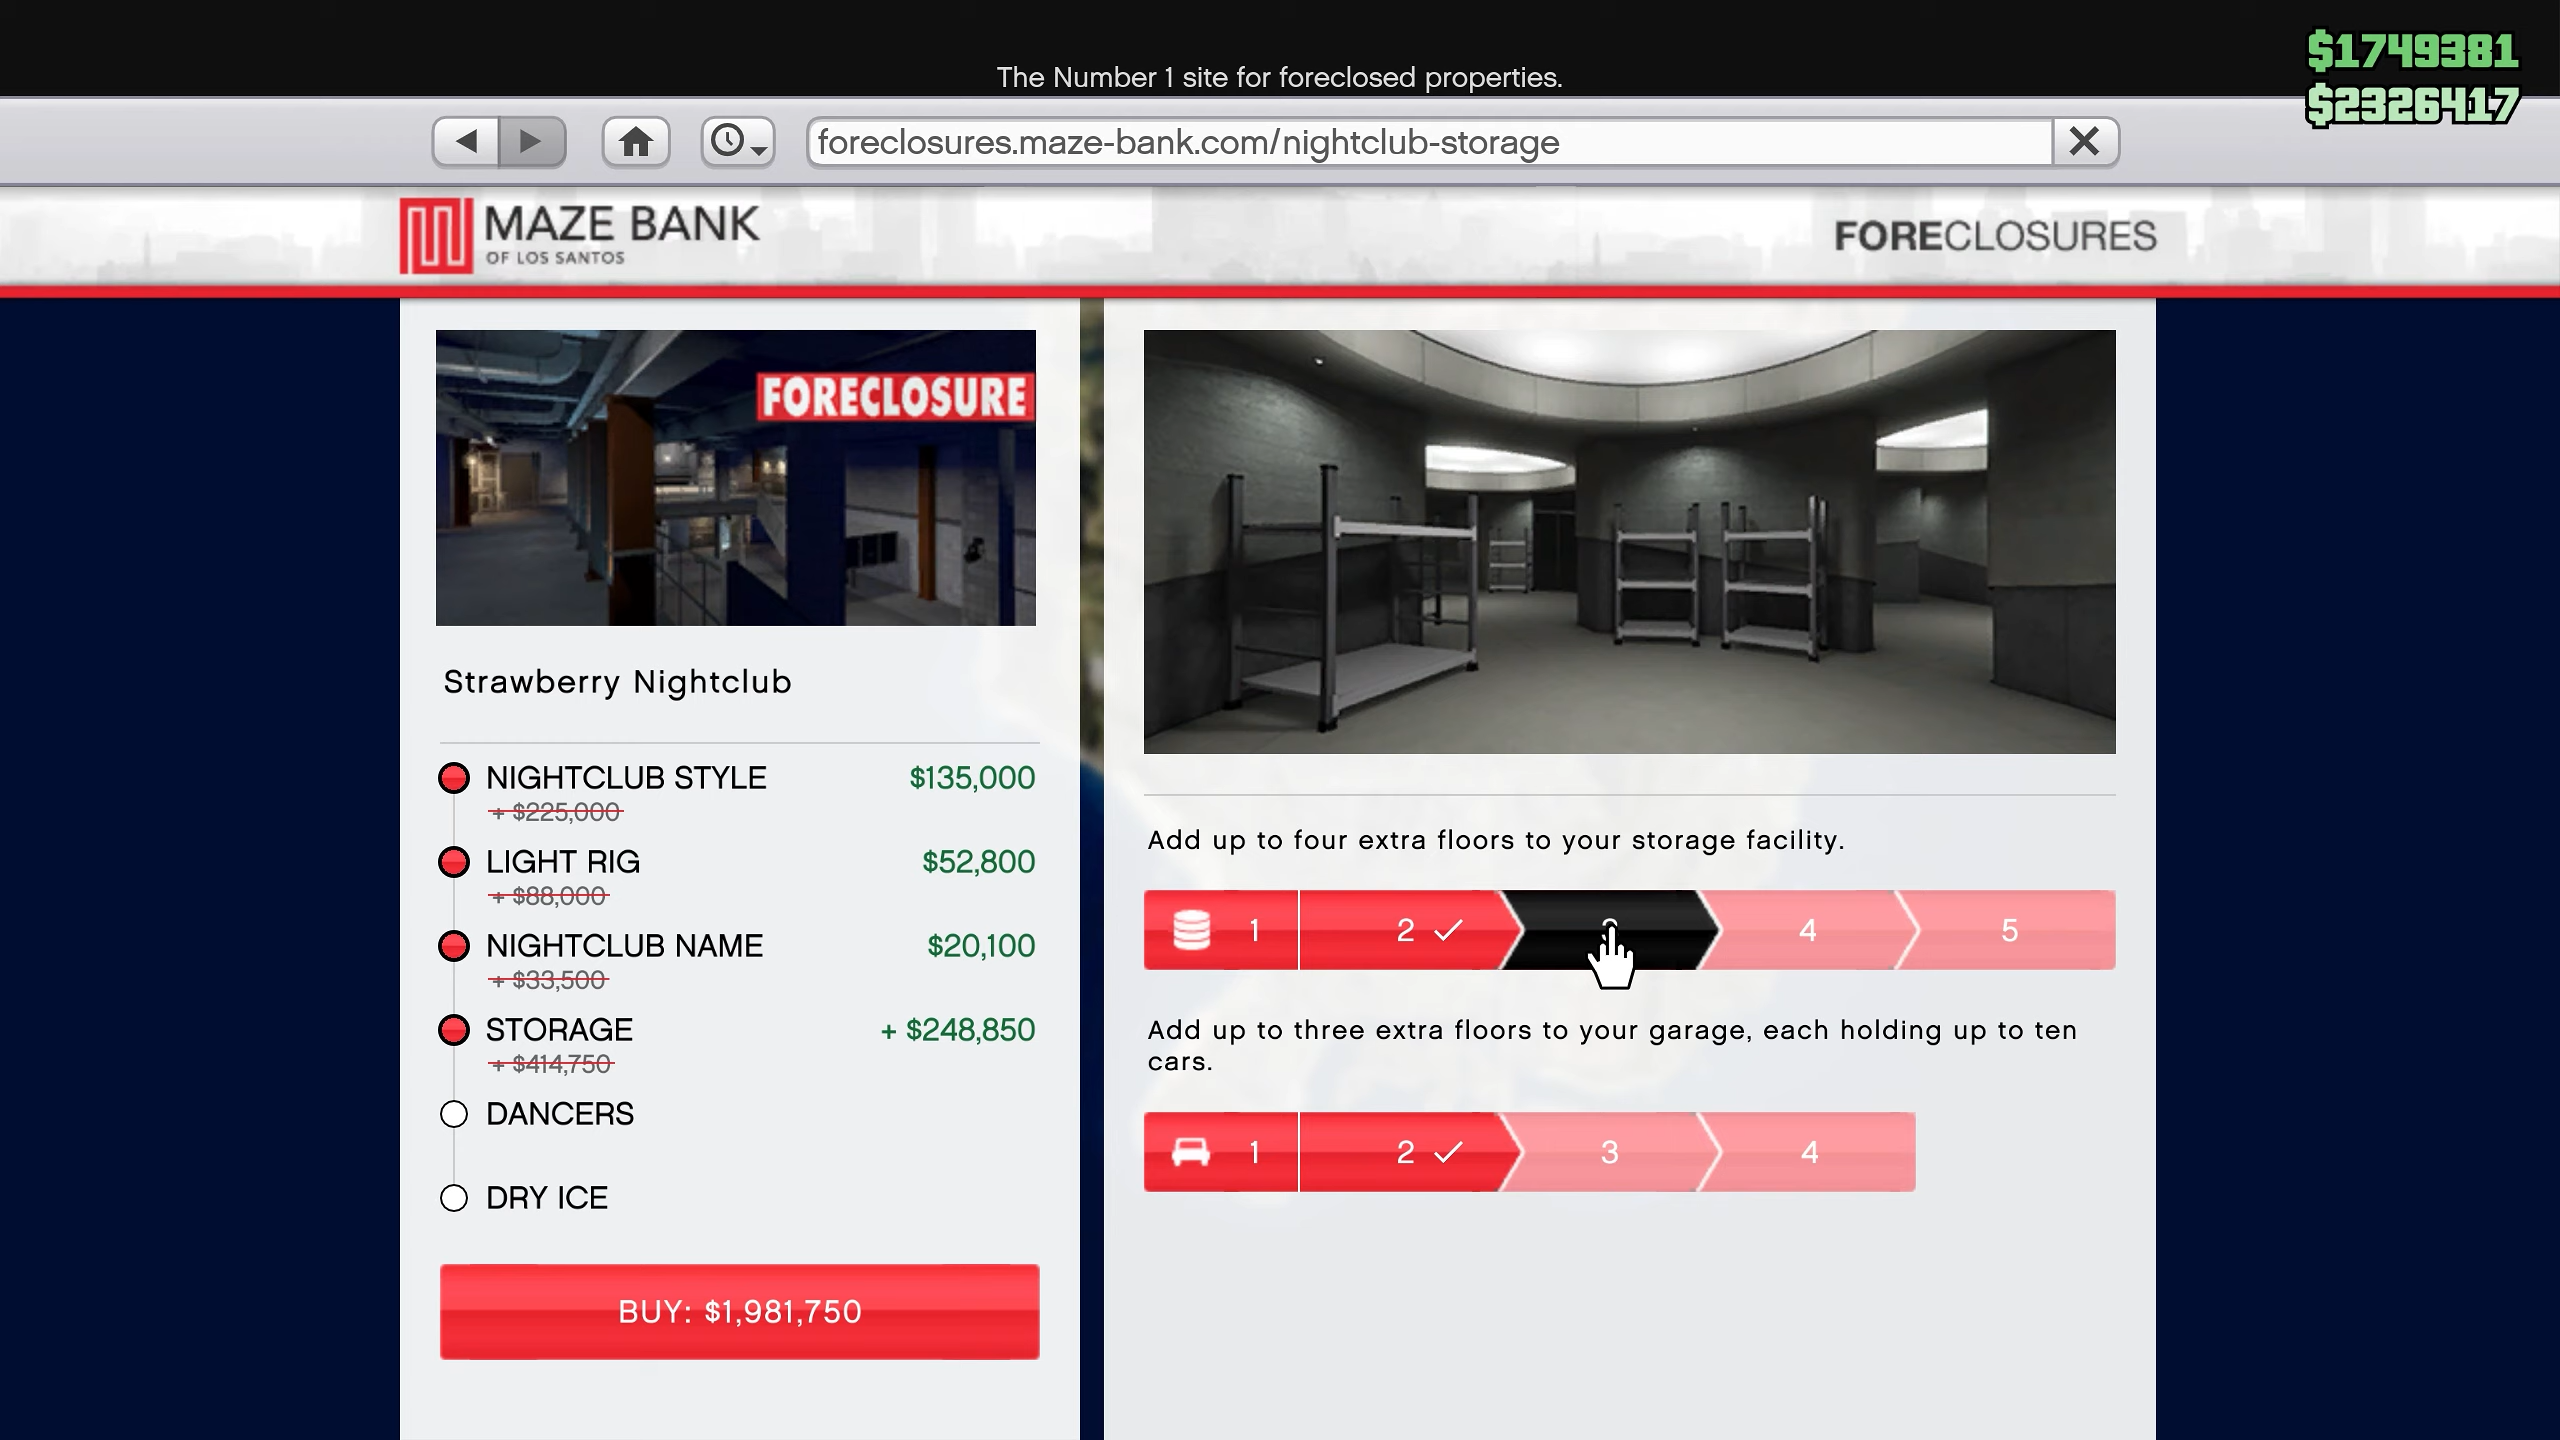 The Number 1 site for foreclosed properties.
$1749381
$2326417
foreclosures.maze-bank.com/nightclub-storage
MAZE BANK
OF LOS SANTOS
FORECLOSURES
FORECLOSURE
Strawberry Nightclub
NIGHTCLUB STYLE $135,000
+ $225,000
LIGHT RIG $52,800
+ $88,000
NIGHTCLUB NAME $20,100
+ $33,500
STORAGE + $248,850
+ $414,750
DANCERS
DRY ICE
BUY: $1,981,750
Add up to four extra floors to your storage facility.
1 2 4 5
Add up to three extra floors to your garage, each holding up to ten
cars.
1 2 3 4